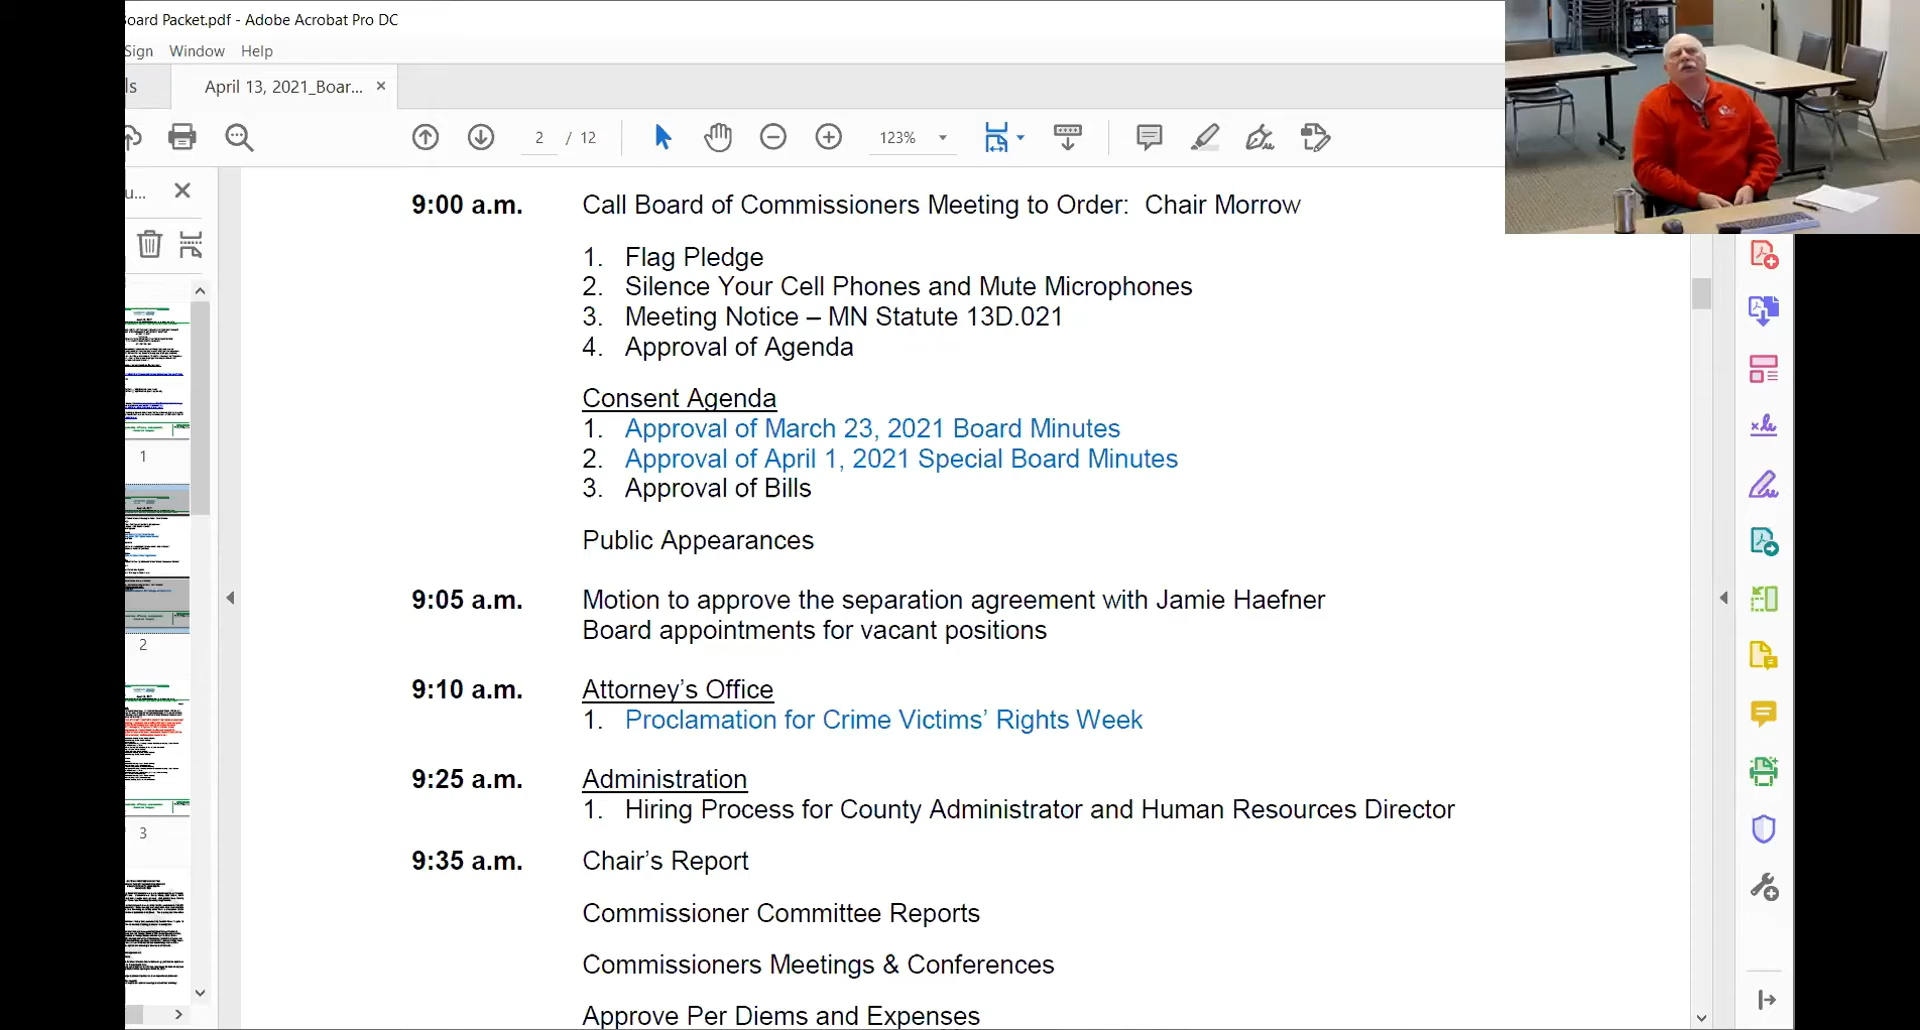 Board Packet.pdf - Adobe Acrobat Pro DC
Sign Window Help
ls April 13, 2021_Boar... ×
2 / 12 123%
u...
9:00 a.m. Call Board of Commissioners Meeting to Order: Chair Morrow
1. Flag Pledge
2. Silence Your Cell Phones and Mute Microphones
3. Meeting Notice – MN Statute 13D.021
4. Approval of Agenda
Consent Agenda
1. Approval of March 23, 2021 Board Minutes
2. Approval of April 1, 2021 Special Board Minutes
3. Approval of Bills
Public Appearances
9:05 a.m. Motion to approve the separation agreement with Jamie Haefner
Board appointments for vacant positions
9:10 a.m. Attorney’s Office
1. Proclamation for Crime Victims’ Rights Week
9:25 a.m. Administration
1. Hiring Process for County Administrator and Human Resources Director
9:35 a.m. Chair’s Report
Commissioner Committee Reports
Commissioners Meetings & Conferences
Approve Per Diems and Expenses
1
2
3